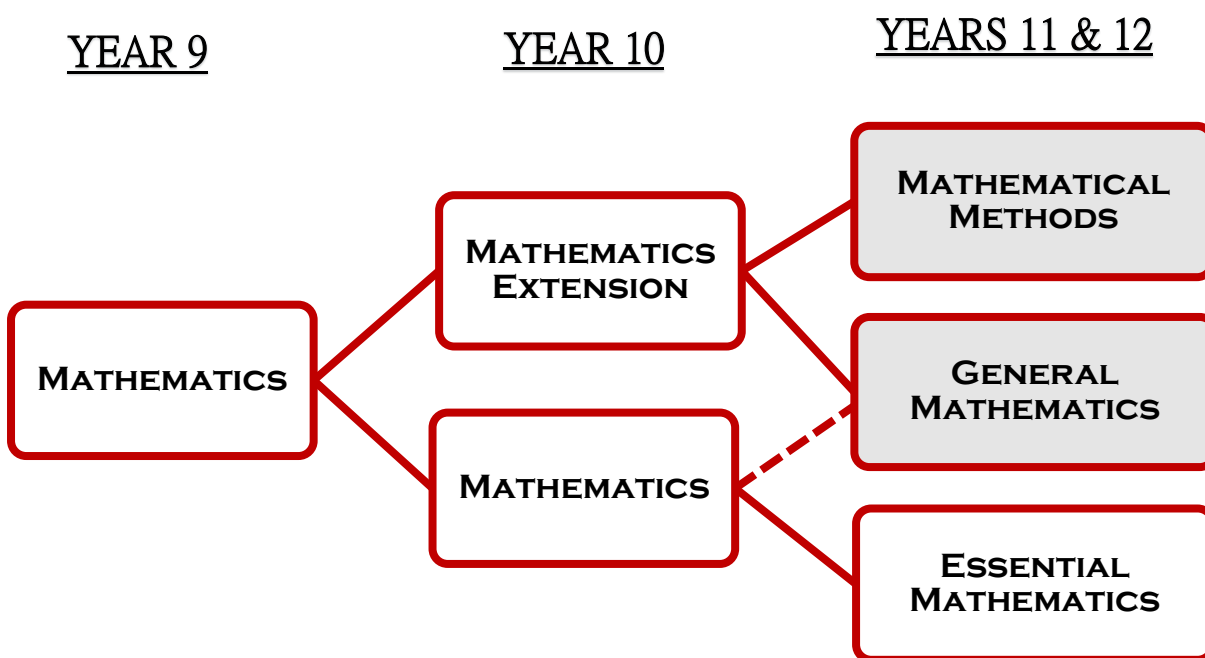 YEAR 9
YEAR 10
YEARS 11 & 12
MATHEMATICS
MATHEMATICS
EXTENSION
MATHEMATICS
MATHEMATICAL
METHODS
GENERAL
MATHEMATICS
ESSENTIAL
MATHEMATICS